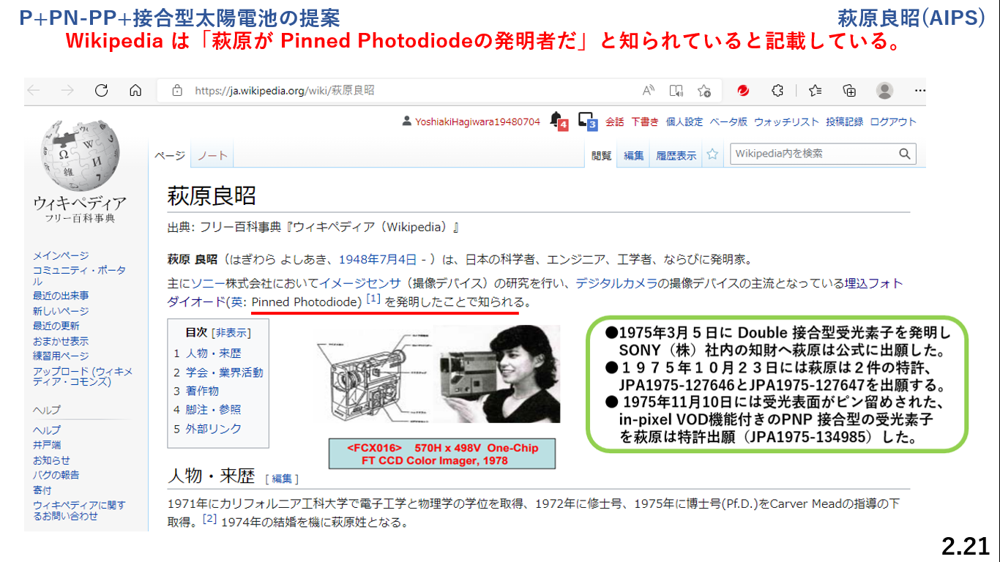 P+PN-PP+接合型太陽電池の提案
萩原良昭(AIPS)
Wikipedia は「萩原が Pinned Photodiodeの発明者だ」と知られていると記載している。
https://ja.wikipedia.org/wiki/萩原良昭
YoshiakiHagiwara19480704 4 3 会話 下書き 個人設定 ベータ版 ウォッチリスト 投稿記録 ログアウト
ページ ノート 閲覧 編集 履歴表示 Wikipedia内を検索
ウィキペディア
フリー百科事典
メインページ
コミュニティ・ポータ
ル
最近の出来事
新しいページ
最近の更新
おまかせ表示
練習用ページ
アップロード (ウィキメ
ディア・コモンズ)
ヘルプ
ヘルプ
井戸端
お知らせ
バグの報告
寄付
ウィキペディアに関す
るお問い合わせ
萩原良昭
出典: フリー百科事典『ウィキペディア（Wikipedia）』
萩原 良昭（はぎわら よしあき、1948年7月4日 - ）は、日本の科学者、エンジニア、工学者、ならびに発明家。
主にソニー株式会社においてイメージセンサ（撮像デバイス）の研究を行い、デジタルカメラの撮像デバイスの主流となっている埋込フォト
ダイオード(英: Pinned Photodiode) [1] を発明したことで知られる。
目次 [非表示]
1 人物・来歴
2 学会・業界活動
3 著作物
4 脚注・参照
5 外部リンク
<FCX016> 570H x 498V One-Chip
FT CCD Color Imager, 1978
●1975年3月５日に Double 接合型受光素子を発明し
SONY（株）社内の知財へ萩原は公式に出願した。
●１９７５年１０月２３日には萩原は２件の特許、
JPA1975-127646とJPA1975-127647を出願する。
● 1975年11月10日には受光表面がピン留めされた、
in-pixel VOD機能付きのPNP 接合型の受光素子
を萩原は特許出願（JPA1975-134985）した。
人物・来歴 [ 編集 ]
1971年にカリフォルニア工科大学で電子工学と物理学の学位を取得、1972年に修士号、1975年に博士号(Pf.D.)をCarver Meadの指導の下
取得。[2] 1974年の結婚を機に萩原姓となる。
2.21